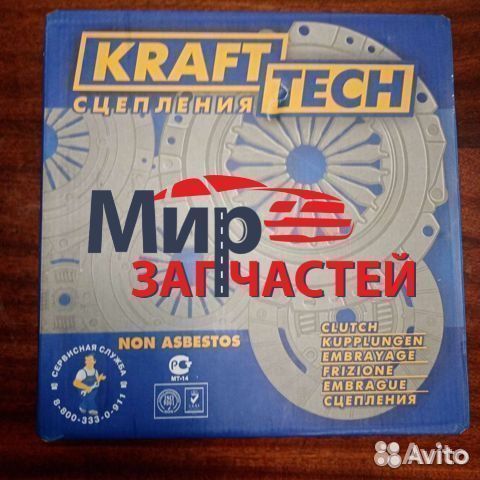 KRAFT
TECH
СЦЕПЛЕНИЯ
Мир
ЗАПЧАСТЕЙ
NON ASBESTOS
CLUTCH
KUPPLUNGEN
EMBRAYAGE
FRIZIONE
EMBRAGUE
СЦЕПЛЕНИЯ
СЕРВИСНАЯ СЛУЖБА
8-800-333-0-911
МТ-14
Avito